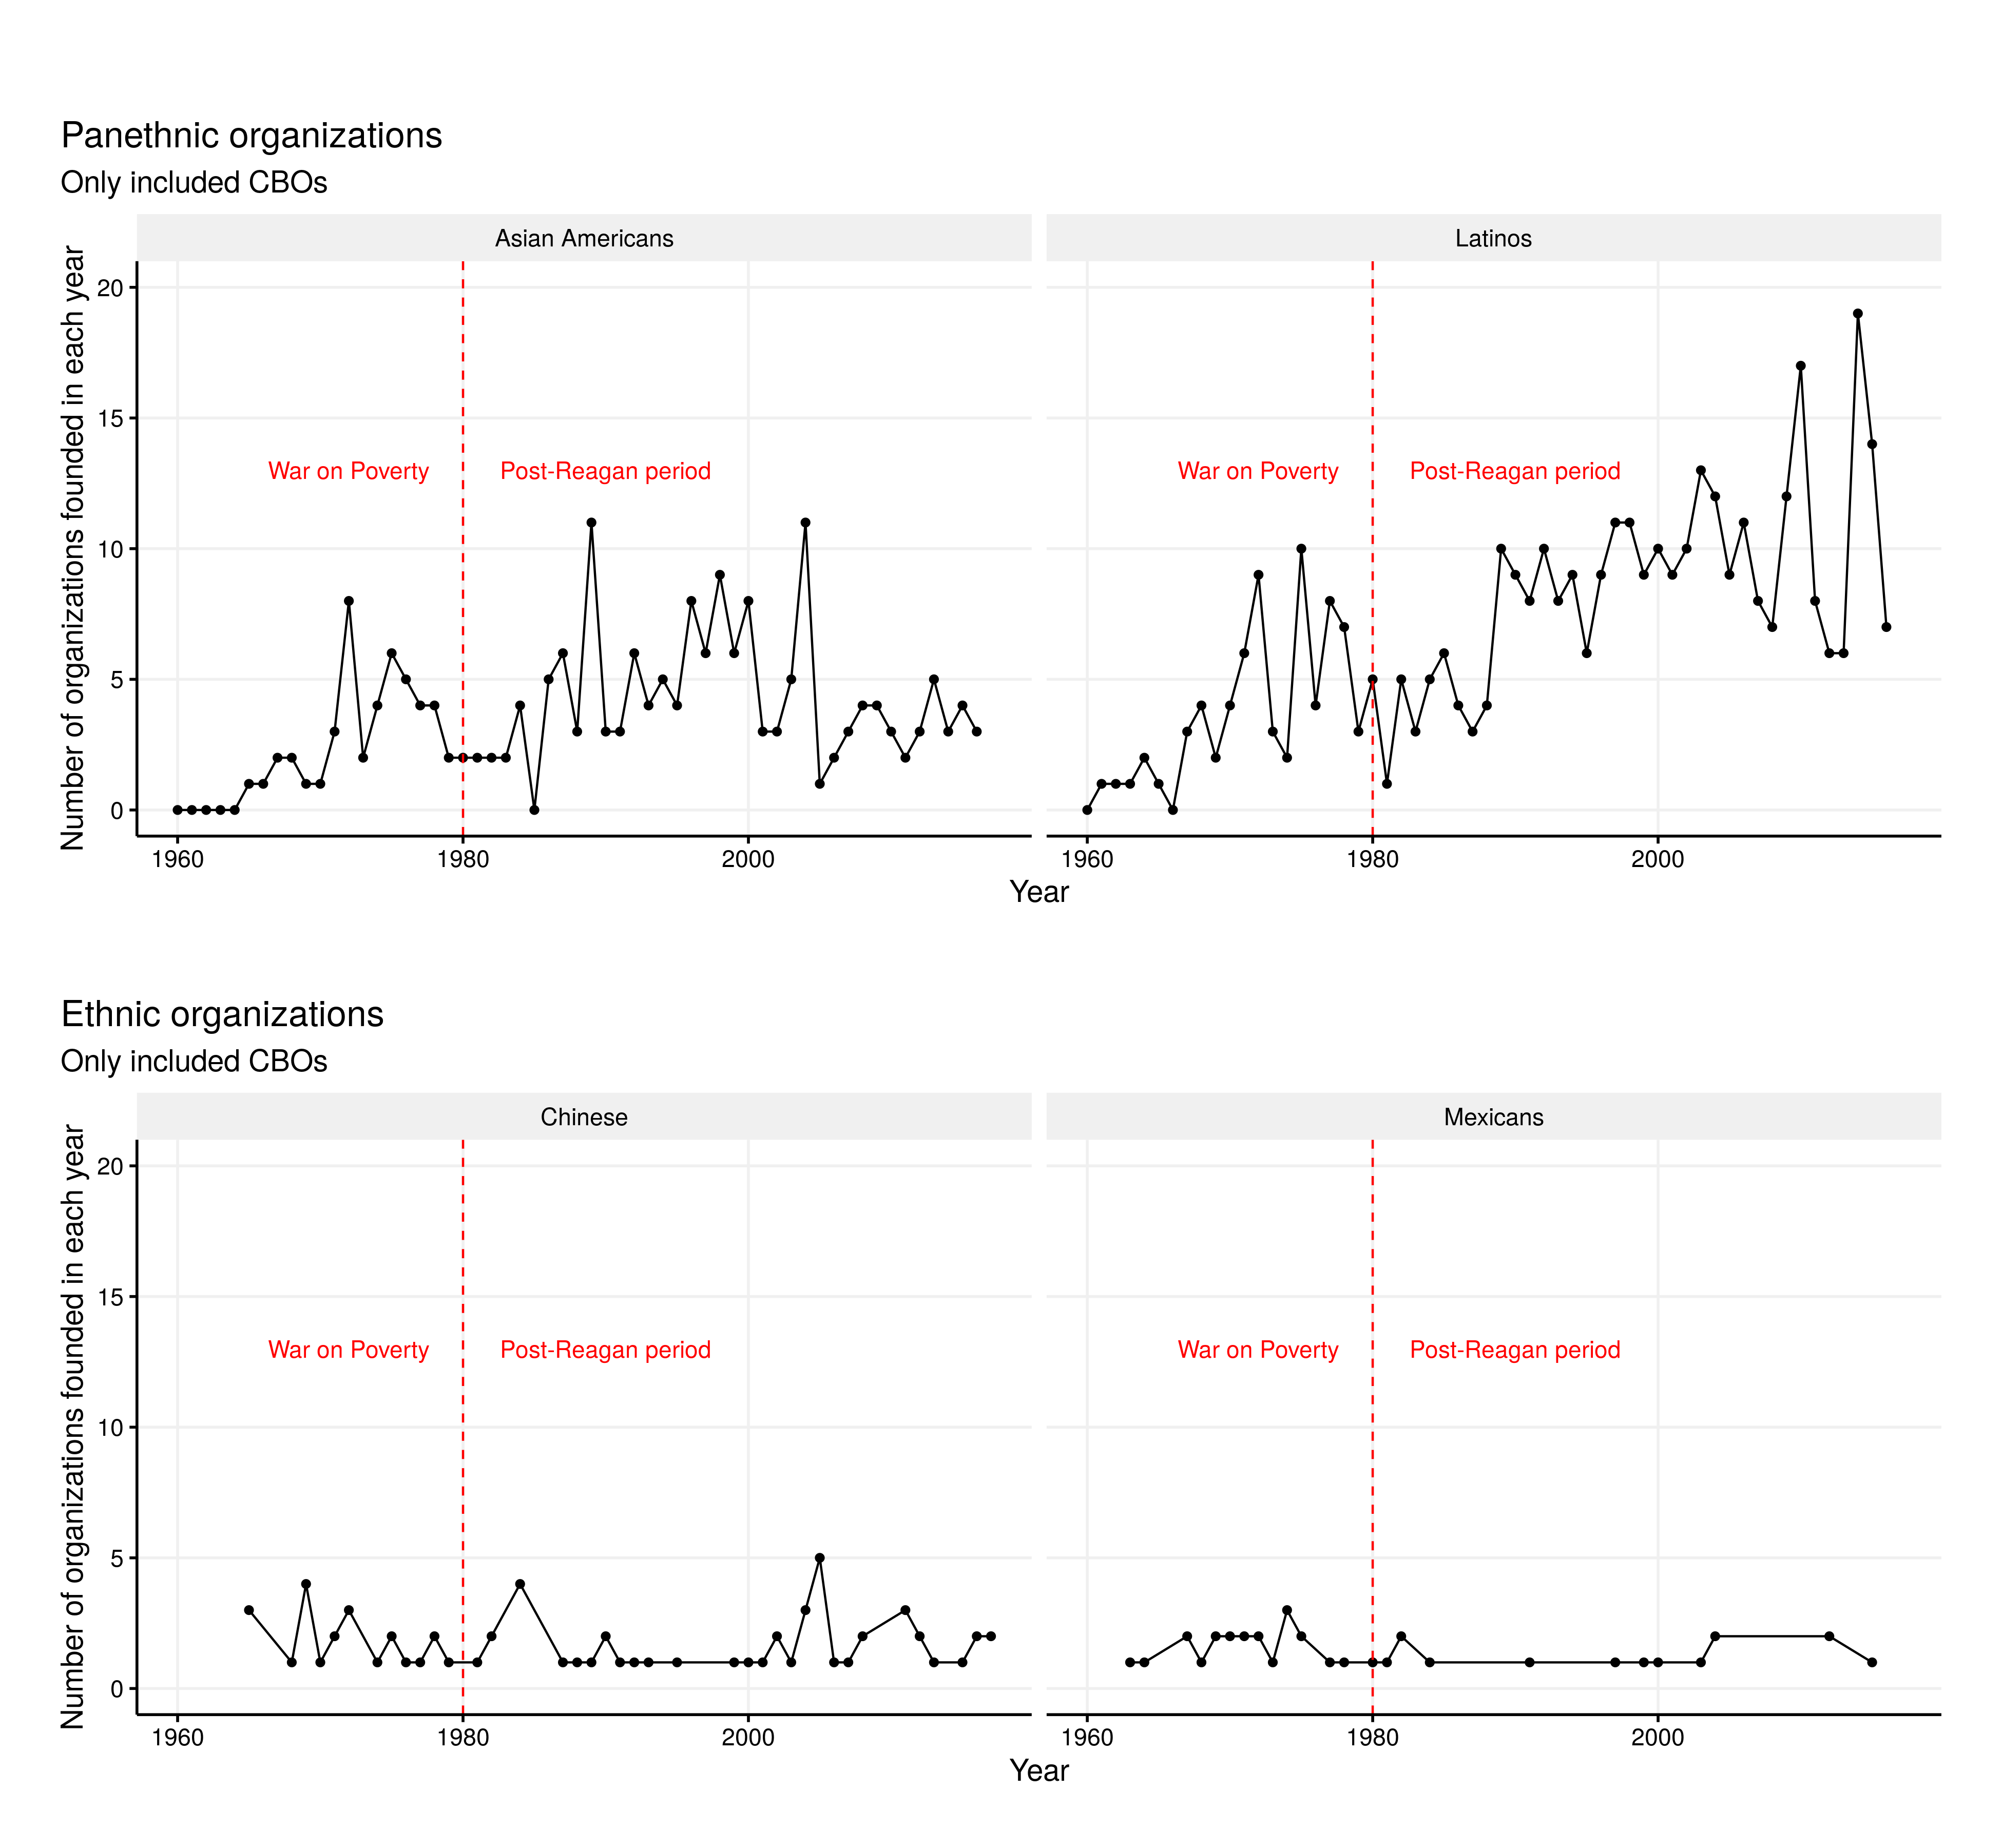 Panethnic organizations
Only included CBOs
Number of organizations founded in each year
Asian Americans
Latinos
20
15
10
5
0
War on Poverty
Post-Reagan period
War on Poverty
Post-Reagan period
1960
1980
2000
1960
1980
2000
Year
Ethnic organizations
Only included CBOs
Number of organizations founded in each year
Chinese
Mexicans
20
15
10
5
0
War on Poverty
Post-Reagan period
War on Poverty
Post-Reagan period
1960
1980
2000
1960
1980
2000
Year